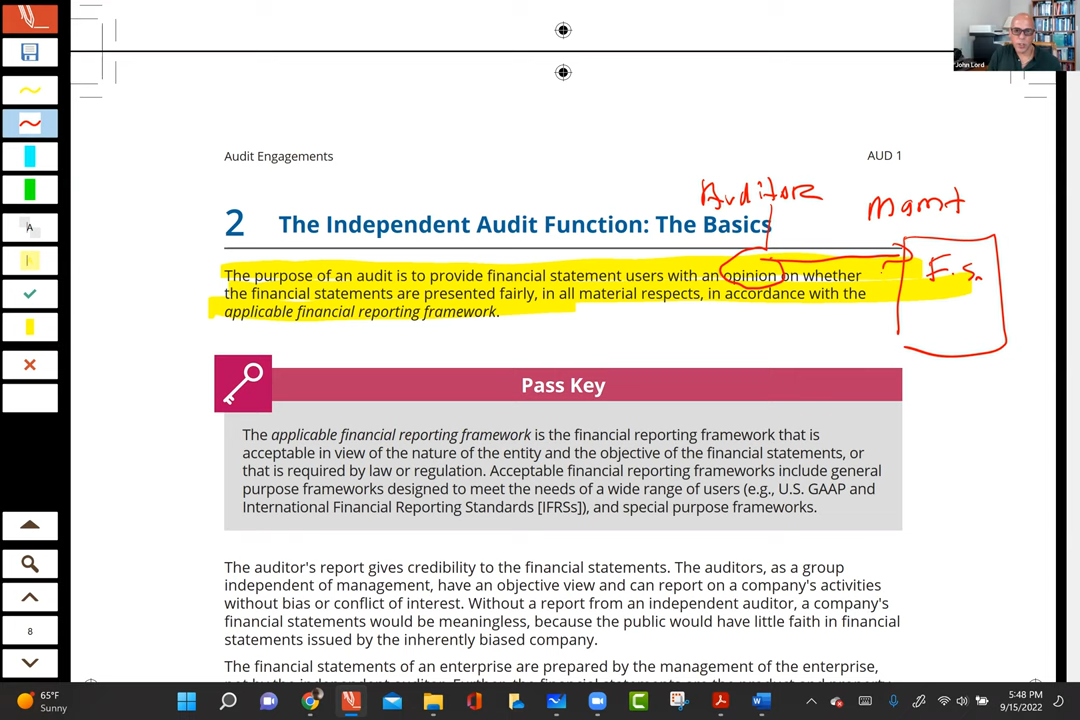 John Lord
Audit Engagements
AUD 1
Auditor
Mgmt
2 The Independent Audit Function: The Basics
The purpose of an audit is to provide financial statement users with an opinion on whether
the financial statements are presented fairly, in all material respects, in accordance with the
applicable financial reporting framework.
F.S.
Pass Key
The applicable financial reporting framework is the financial reporting framework that is
acceptable in view of the nature of the entity and the objective of the financial statements, or
that is required by law or regulation. Acceptable financial reporting frameworks include general
purpose frameworks designed to meet the needs of a wide range of users (e.g., U.S. GAAP and
International Financial Reporting Standards [IFRSs]), and special purpose frameworks.
The auditor's report gives credibility to the financial statements. The auditors, as a group
independent of management, have an objective view and can report on a company's activities
without bias or conflict of interest. Without a report from an independent auditor, a company's
financial statements would be meaningless, because the public would have little faith in financial
statements issued by the inherently biased company.
The financial statements of an enterprise are prepared by the management of the enterprise,
A
8
65°F
Sunny
5:48 PM
9/15/2022